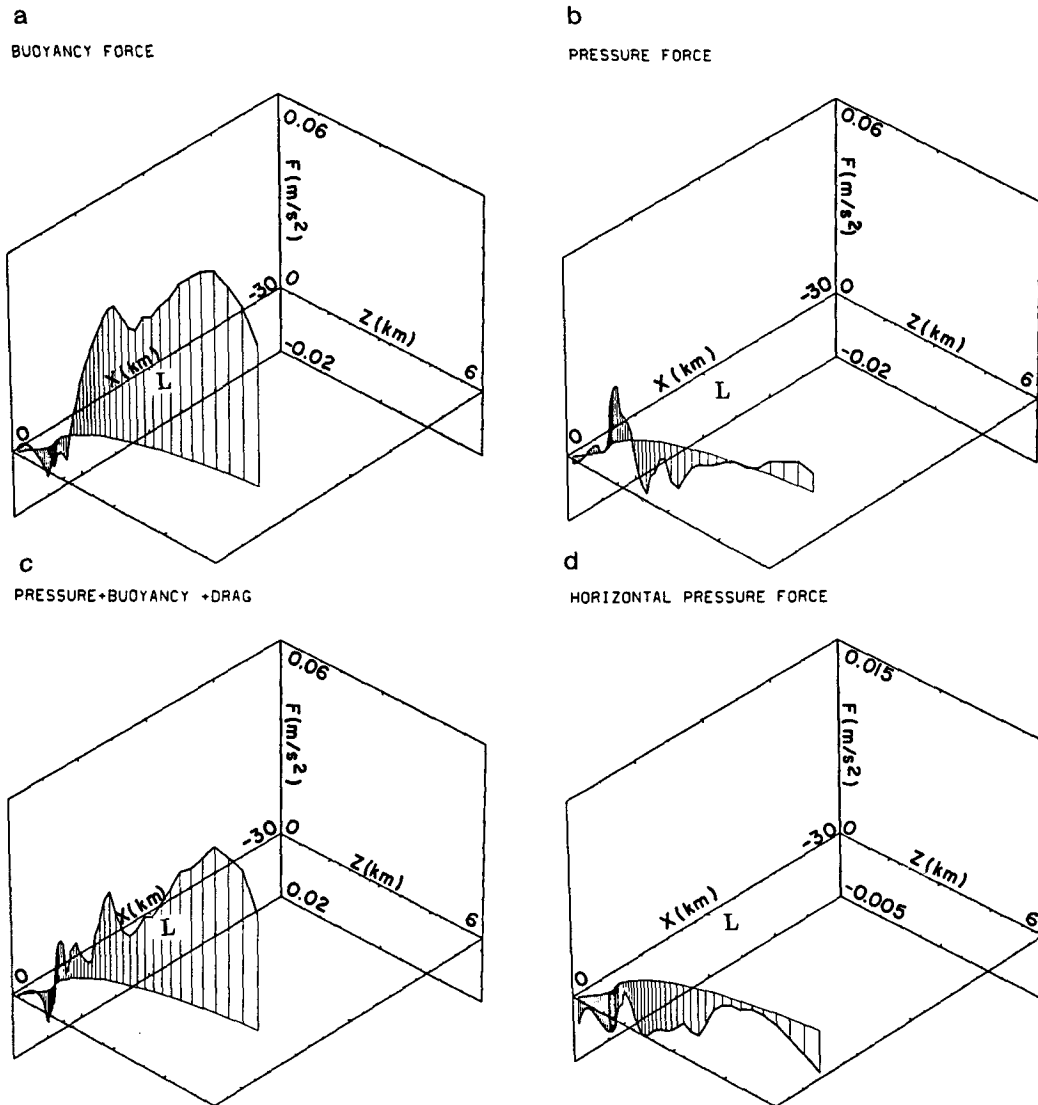 a
BUOYANCY FORCE
0.06
F(m/s²)
-30 0
Z(km)
X(km)
-0.02
L
6
0
b
PRESSURE FORCE
0.06
F(m/s²)
-30 0
Z(km)
X(km)
-0.02
L
6
0
c
PRESSURE+BUOYANCY +DRAG
0.06
F(m/s²)
-30 0
Z(km)
X(km)
0.02
L
6
0
d
HORIZONTAL PRESSURE FORCE
0.015
F(m/s²)
-30 0
Z(km)
X(km)
-0.005
L
6
0